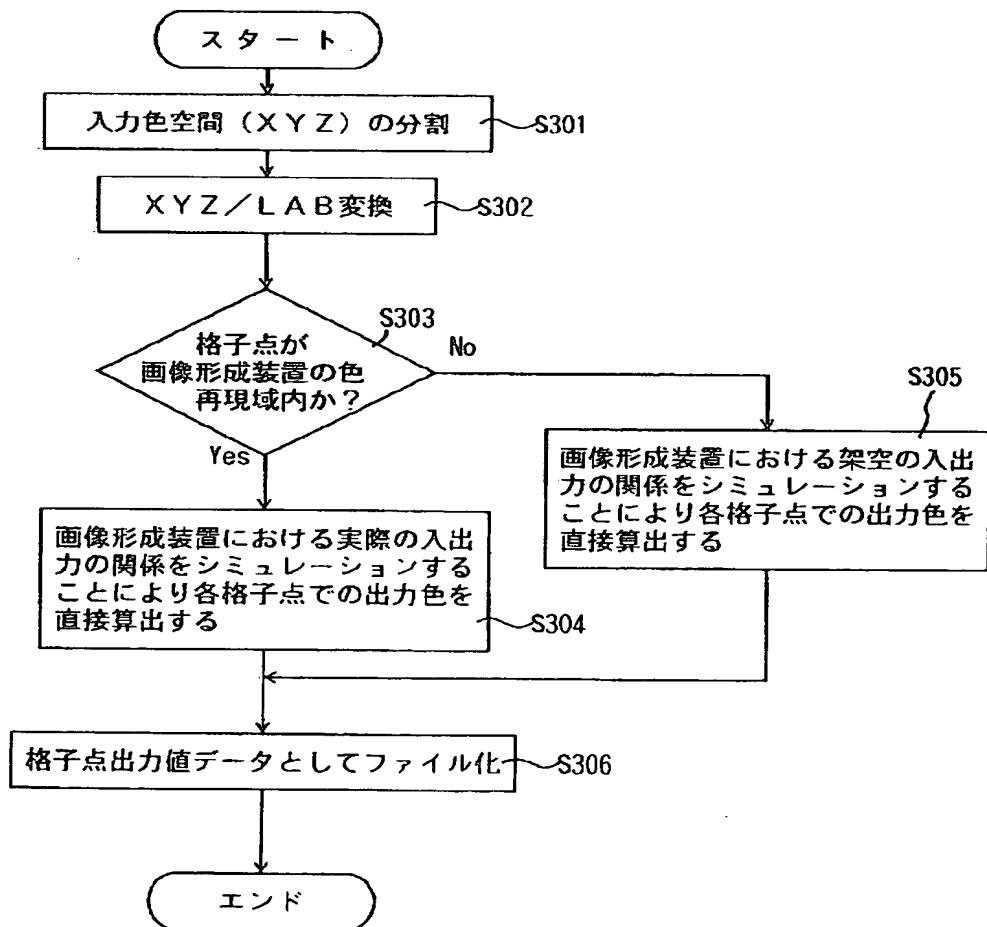 スタート
入力色空間（XYZ）の分割
S301
XYZ／LAB変換
S302
格子点が
画像形成装置の色
再現域内か？
S303
No
Yes
S305
画像形成装置における架空の入出
力の関係をシミュレーションする
ことにより各格子点での出力色を
直接算出する
画像形成装置における実際の入出
力の関係をシミュレーションする
ことにより各格子点での出力色を
直接算出する
S304
格子点出力値データとしてファイル化
S306
エンド